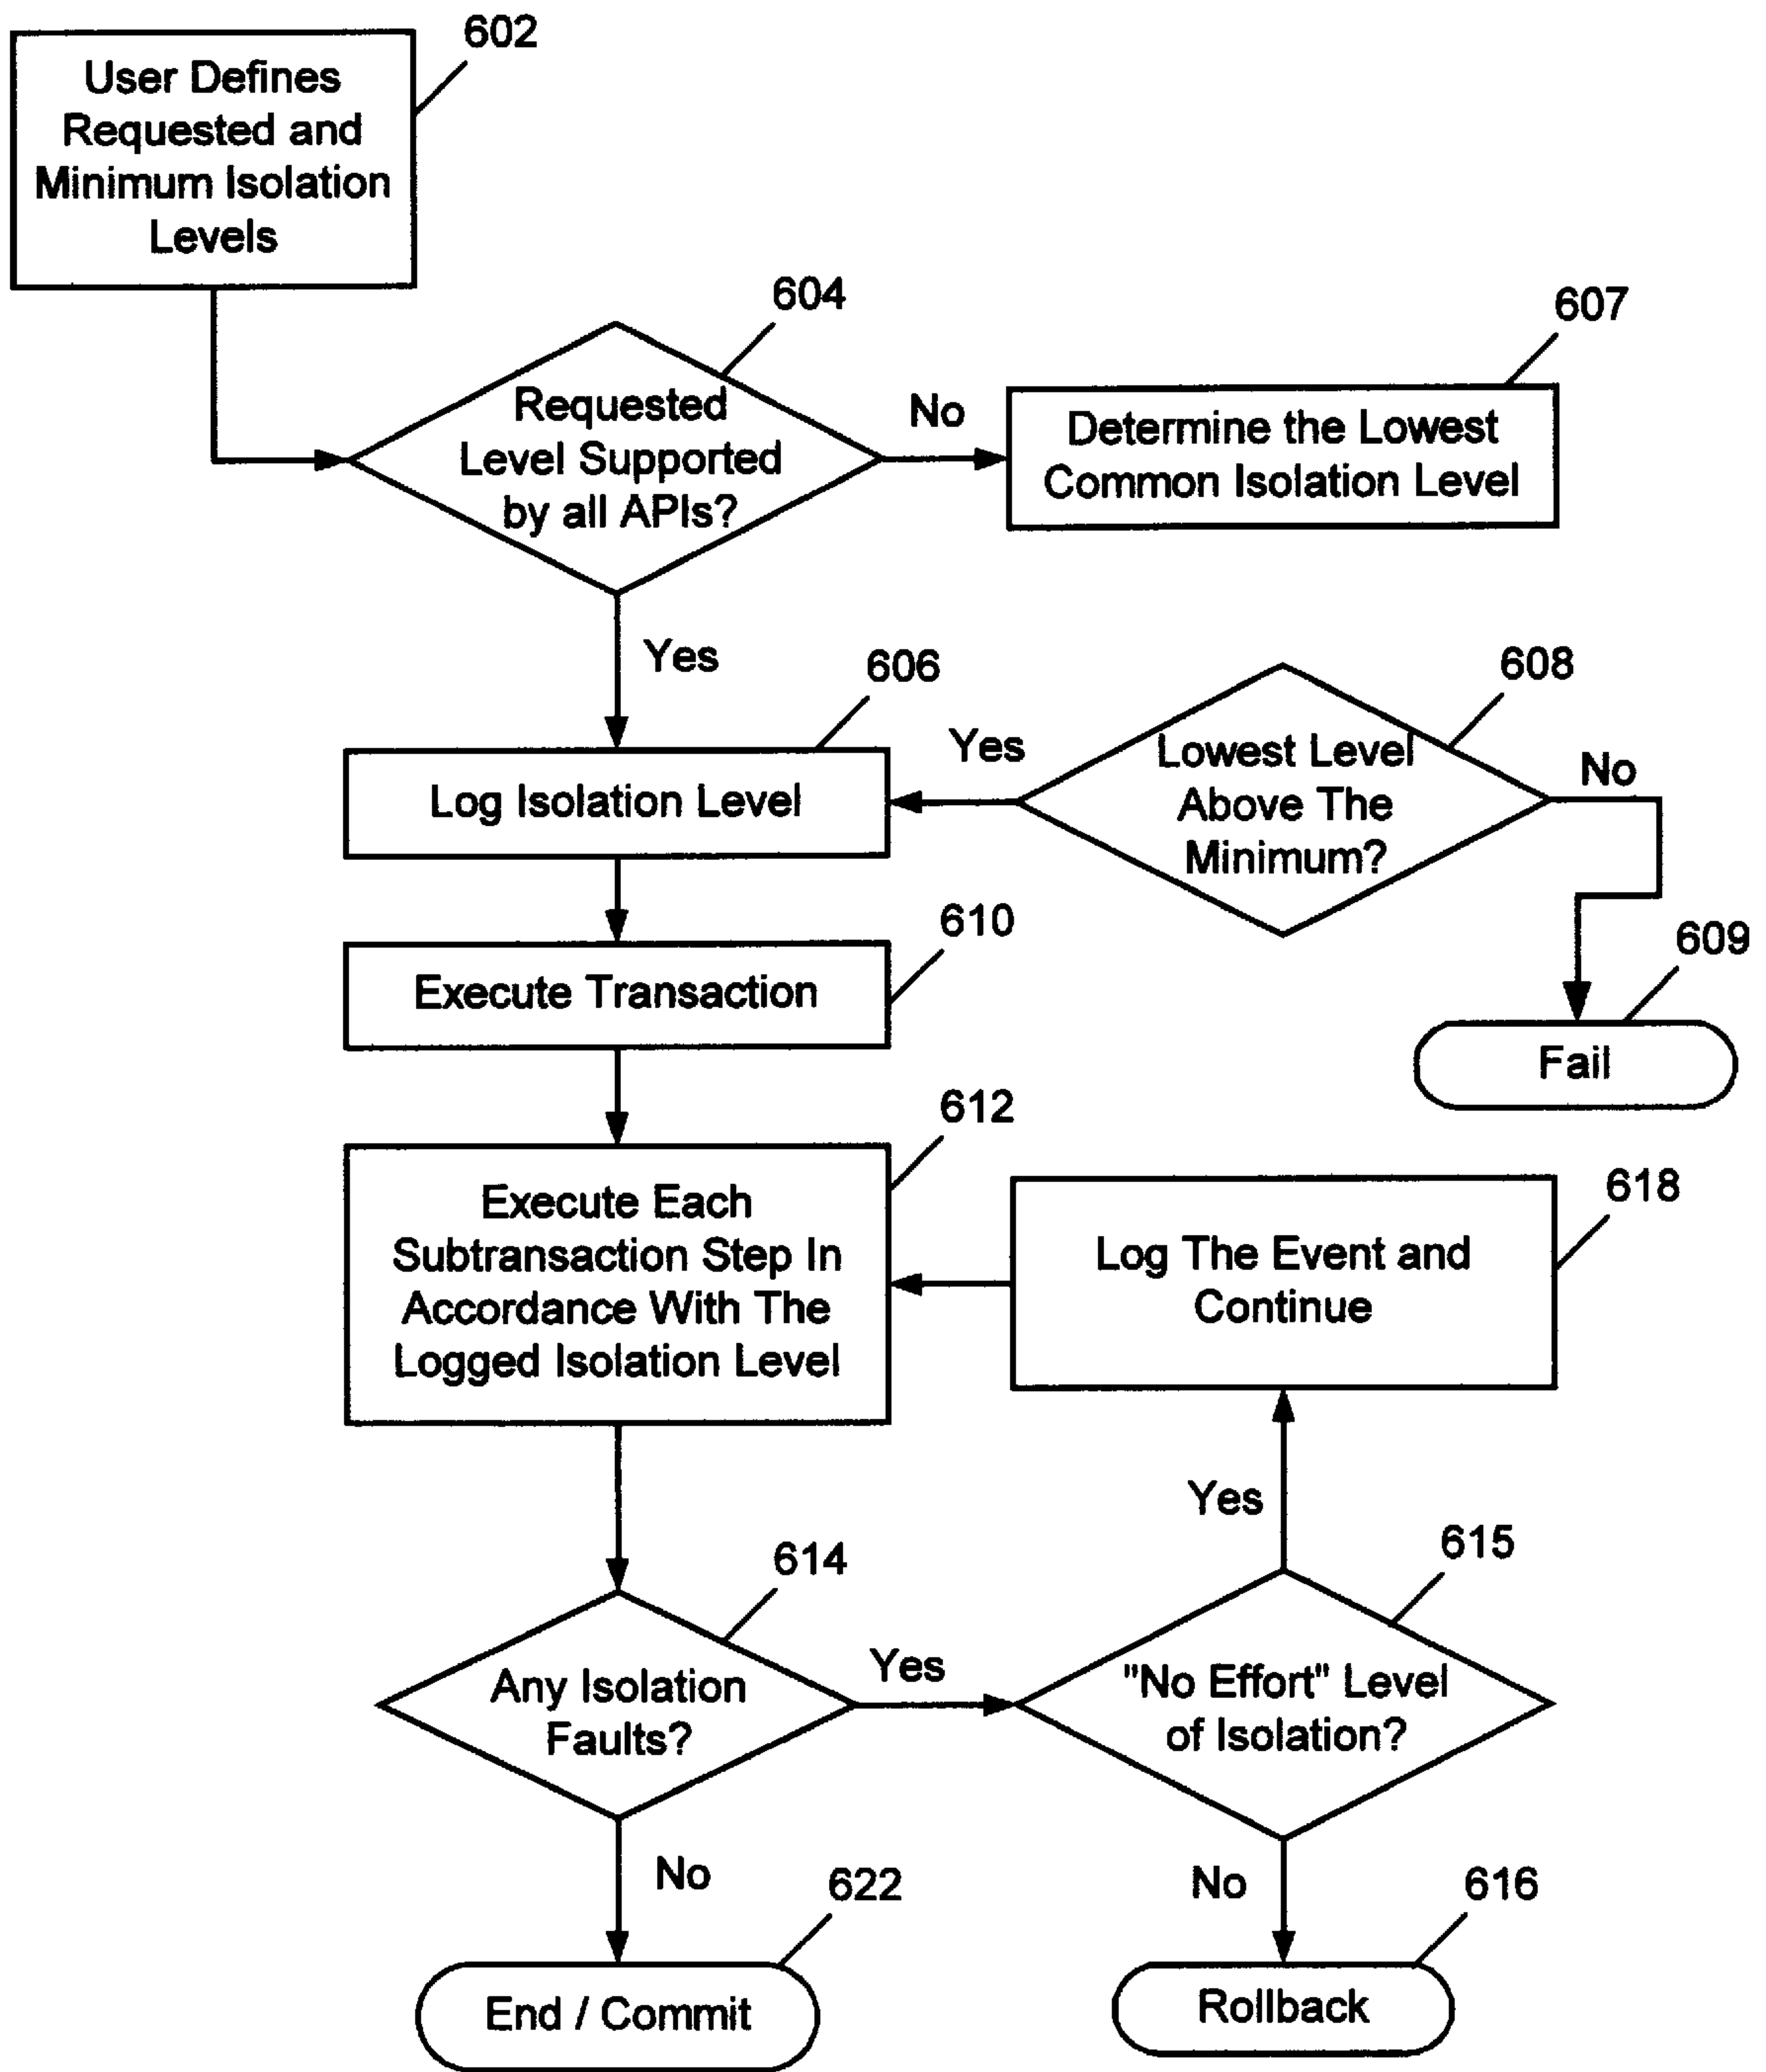 602
User Defines
Requested and
Minimum Isolation
Levels
604
Requested
Level Supported
by all APIs?
No
607
Determine the Lowest
Common Isolation Level
Yes
606
Log Isolation Level
Yes
608
Lowest Level
Above The
Minimum?
No
609
Fail
610
Execute Transaction
612
Execute Each
Subtransaction Step In
Accordance With The
Logged Isolation Level
618
Log The Event and
Continue
Yes
614
Any Isolation
Faults?
Yes
615
"No Effort" Level
of Isolation?
No
622
End / Commit
No
616
Rollback